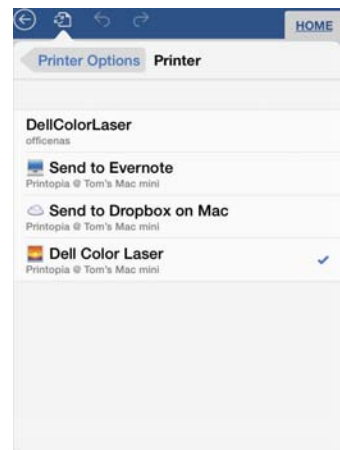 HOME
Printer Options Printer
DellColorLaser
officenas
Send to Evernote
Printopia @ Tom's Mac mini
Send to Dropbox on Mac
Printopia @ Tom's Mac mini
Dell Color Laser
Printopia @ Tom's Mac mini